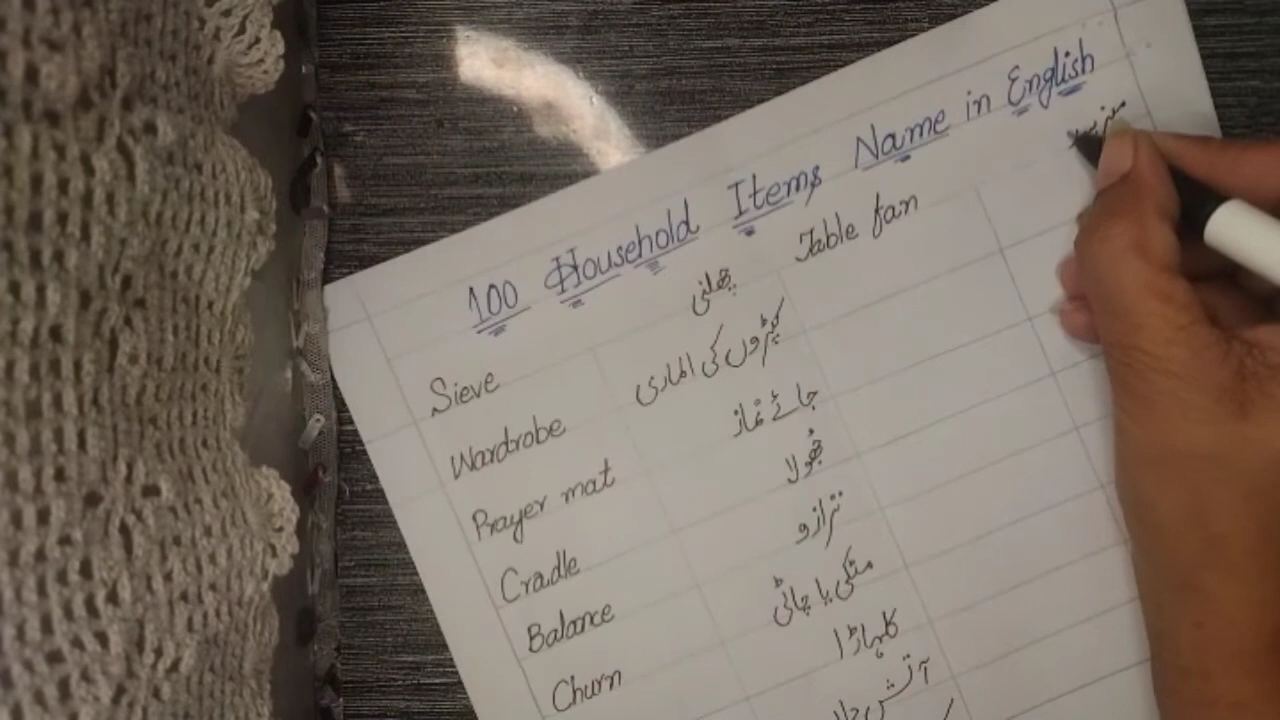 100 Household Items Name in English
Sieve چھلنی Table fan
Wardrobe کپڑوں کی الماری
Prayer mat جائے نماز
Cradle جھولا
Balance ترازو
Churn مٹکی یا چاٹی
کلہاڑا